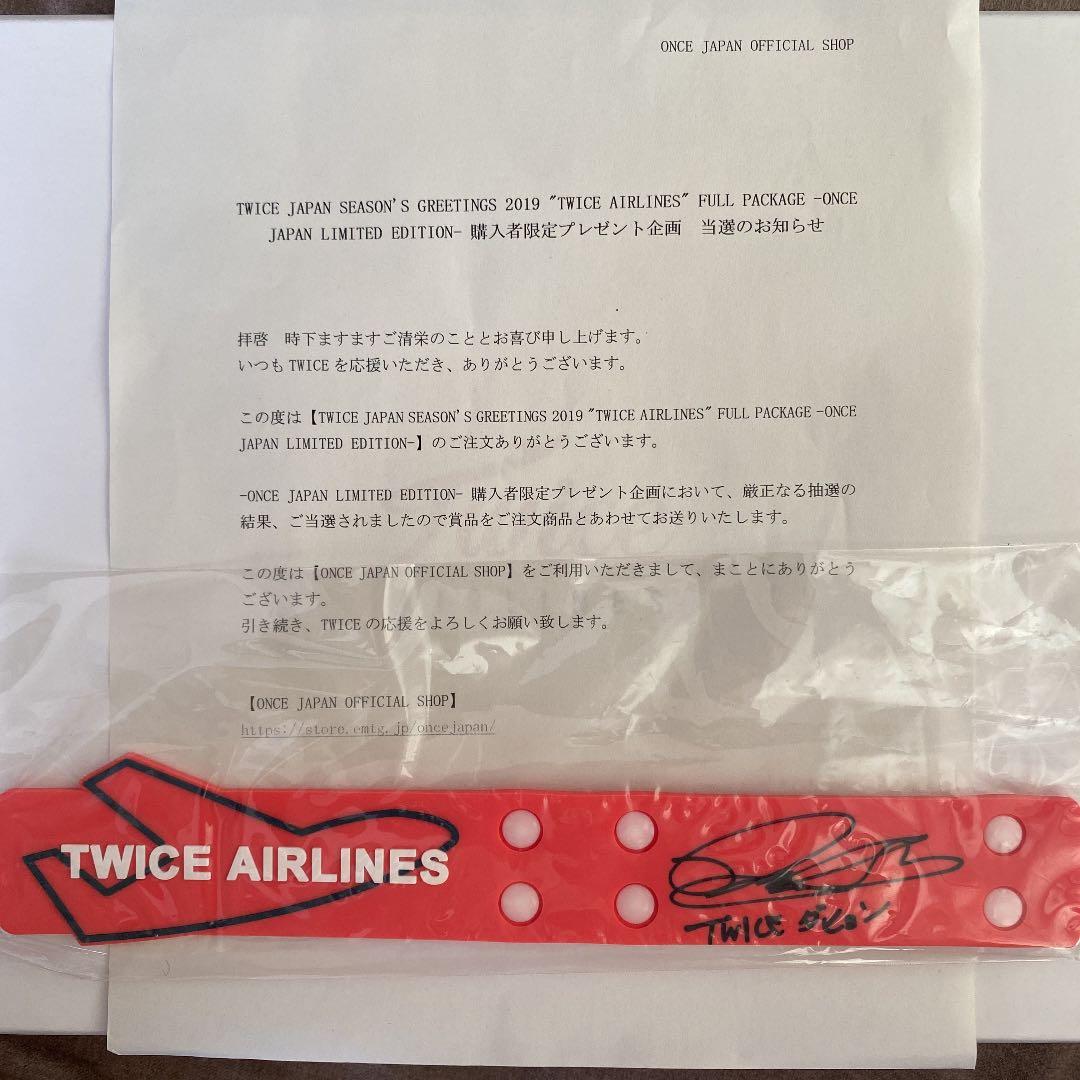 ONCE JAPAN OFFICIAL SHOP
TWICE JAPAN SEASON'S GREETINGS 2019 "TWICE AIRLINES" FULL PACKAGE -ONCE
JAPAN LIMITED EDITION- 購入者限定プレゼント企画　当選のお知らせ
拝啓　時下ますますご清栄のこととお喜び申し上げます。
いつもTWICEを応援いただき、ありがとうございます。
この度は【TWICE JAPAN SEASON'S GREETINGS 2019 "TWICE AIRLINES" FULL PACKAGE -ONCE
JAPAN LIMITED EDITION-】のご注文ありがとうございます。
-ONCE JAPAN LIMITED EDITION- 購入者限定プレゼント企画において、厳正なる抽選の
結果、ご当選されましたので賞品をご注文商品とあわせてお送りいたします。
この度は【ONCE JAPAN OFFICIAL SHOP】をご利用いただきまして、まことにありがとう
ございます。
引き続き、TWICEの応援をよろしくお願い致します。
【ONCE JAPAN OFFICIAL SHOP】
https://store.emtg.jp/oncejapan/
TWICE AIRLINES
TWICE ダヒョン